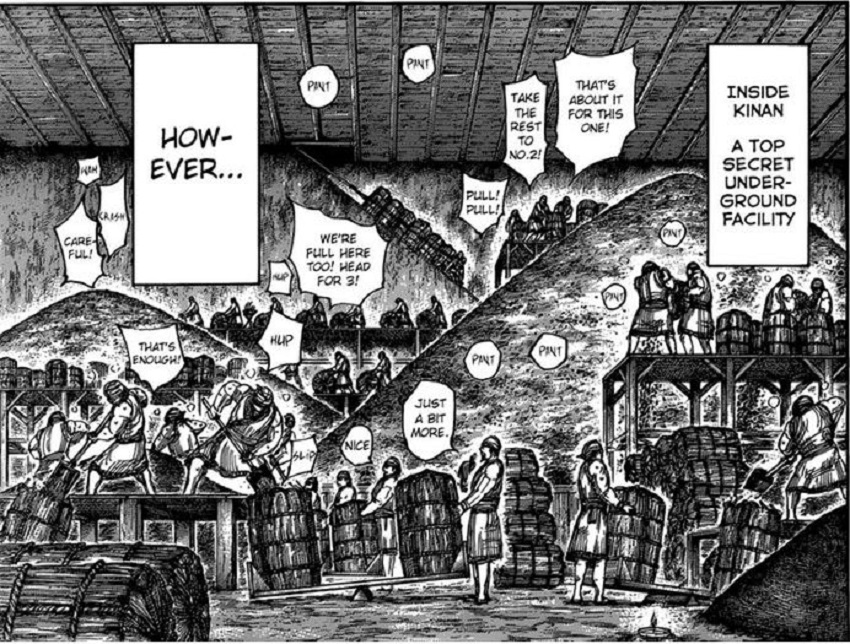 INSIDE
KINAN
A TOP
SECRET
UNDER-
GROUND
FACILITY
THAT'S
ABOUT IT
FOR THIS
ONE!
TAKE
THE
REST
TO
NO.2!
PANT
PANT
PULL!
PULL!
PANT
PANT
PANT
PANT
HOW-
EVER...
WE'RE
FULL HERE
TOO! HEAD
FOR 3!
HUP
HUP
WAH
CRASH
CARE-
FUL!
THAT'S
ENOUGH!
JUST
A BIT
MORE.
NICE
SLIP